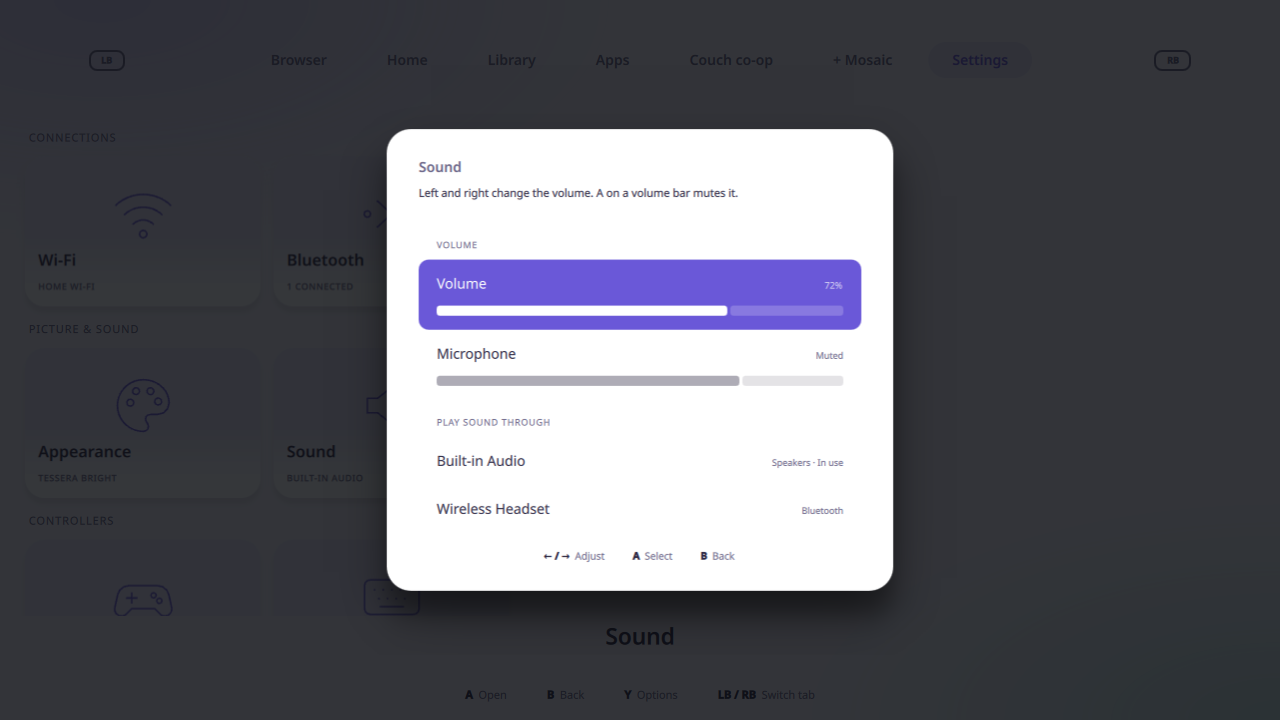 LB
Browser
Home
Library
Apps
Couch co-op
+ Mosaic
Settings
RB
CONNECTIONS
Wi-Fi
HOME WI-FI
Bluetooth
1 CONNECTED
PICTURE & SOUND
Appearance
TESSERA BRIGHT
Sound
BUILT-IN AUDIO
CONTROLLERS
Sound
Left and right change the volume. A on a volume bar mutes it.
VOLUME
Volume
72%
Microphone
Muted
PLAY SOUND THROUGH
Built-in Audio
Speakers · In use
Wireless Headset
Bluetooth
←/→ Adjust
A Select
B Back
Sound
A Open
B Back
Y Options
LB / RB Switch tab